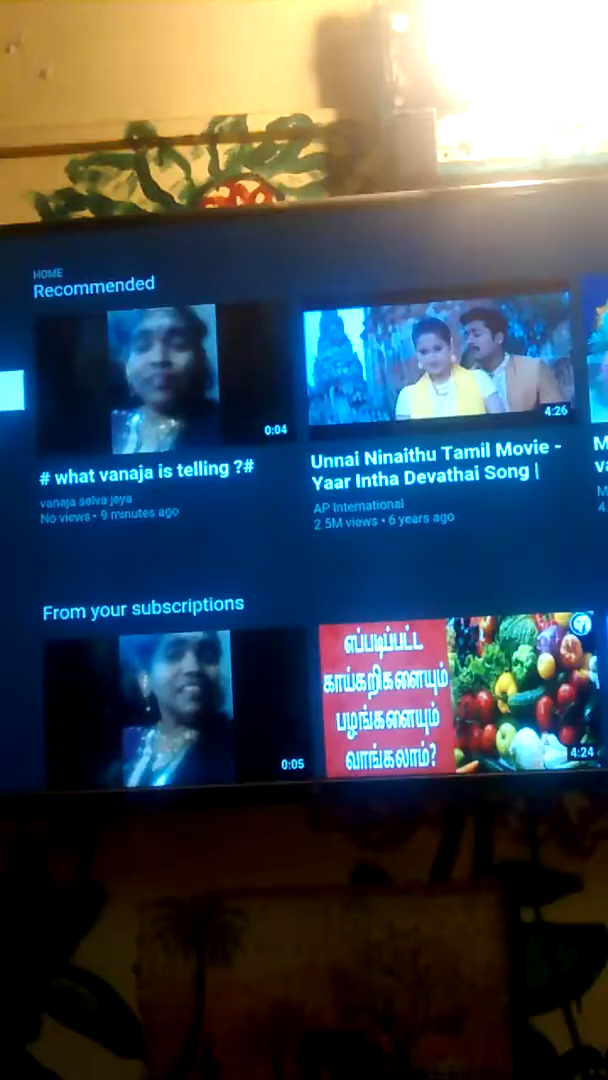 HOME
Recommended
0:04
4:26
# what vanaja is telling ?#
vanaja selva jeya
No views • 9 minutes ago
Unnai Ninaithu Tamil Movie -
Yaar Intha Devathai Song |
AP International
2.5M views • 6 years ago
From your subscriptions
0:05
எப்படிப்பட்ட
காய்கறிகளையும்
பழங்களையும்
வாங்கலாம்?
4:24